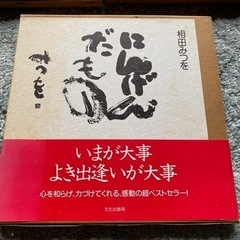 相田みつを
にんげん
だもの
みつを
いまが大事
よき出逢いが大事
心を和らげ、力づけてくれる、感動の超ベストセラー!
文化出版局